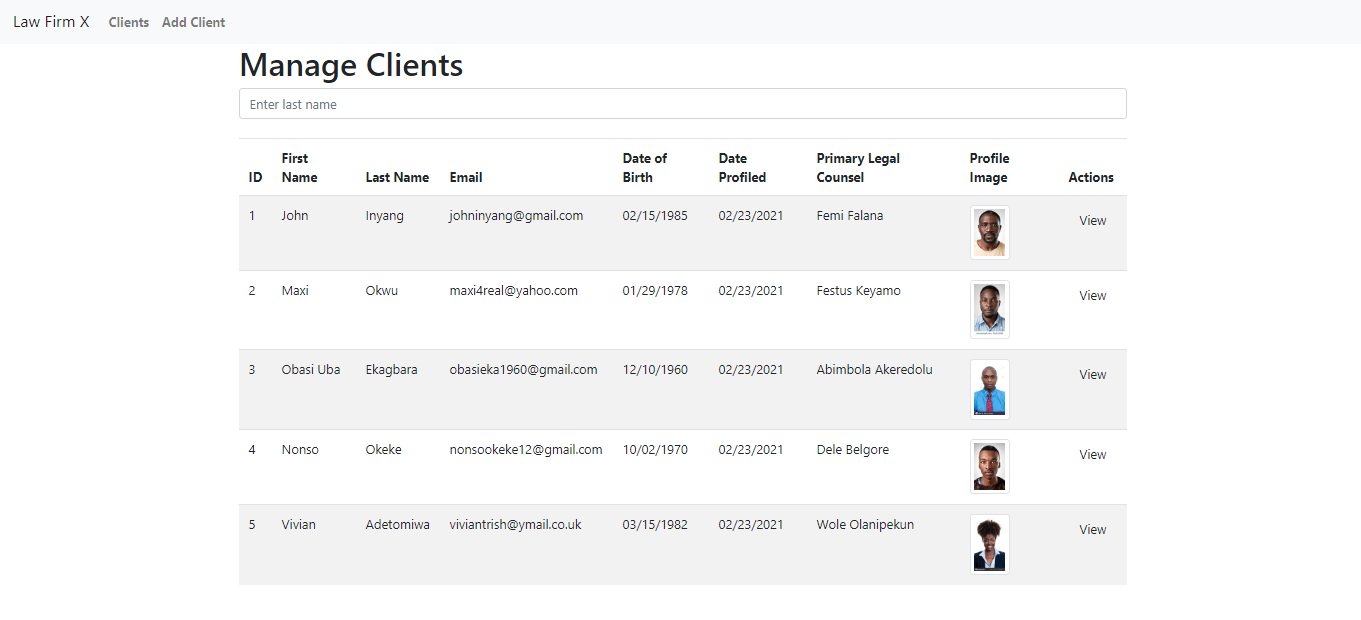 Law Firm X Clients Add Client
Manage Clients
Enter last name
ID First Name Last Name Email Date of Birth Date Profiled Primary Legal Counsel Profile Image Actions
1 John Inyang johninyang@gmail.com 02/15/1985 02/23/2021 Femi Falana View
2 Maxi Okwu maxi4real@yahoo.com 01/29/1978 02/23/2021 Festus Keyamo View
3 Obasi Uba Ekagbara obasieka1960@gmail.com 12/10/1960 02/23/2021 Abimbola Akeredolu View
4 Nonso Okeke nonsookeke12@gmail.com 10/02/1970 02/23/2021 Dele Belgore View
5 Vivian Adetomiwa viviantrish@ymail.co.uk 03/15/1982 02/23/2021 Wole Olanipekun View